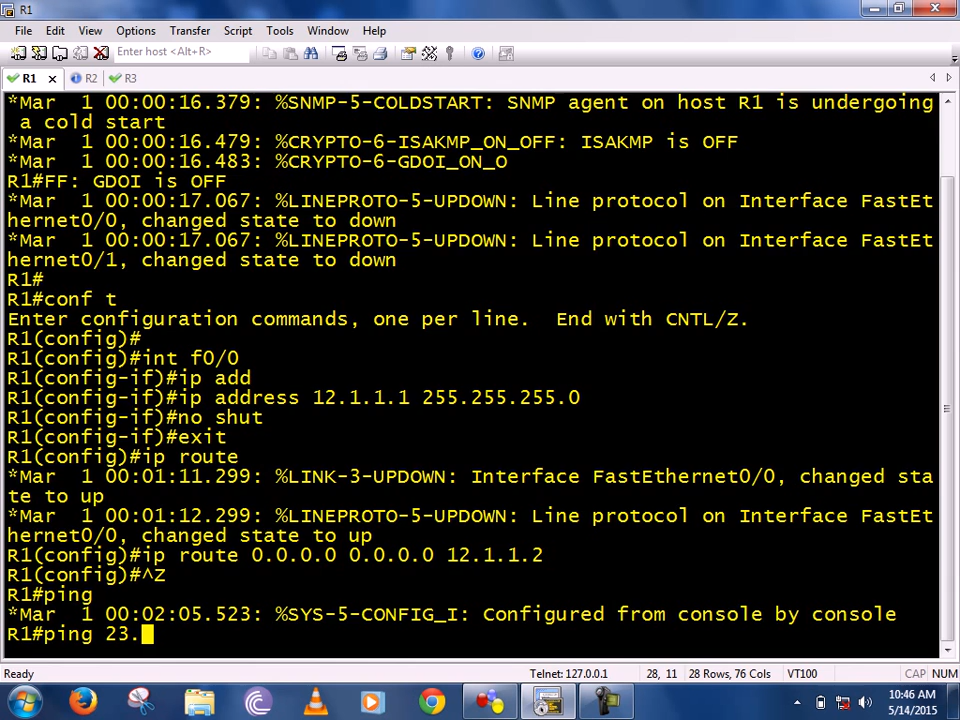 R1
File Edit View Options Transfer Script Tools Window Help
Enter host <Alt+R>
R1 R2 R3
*Mar  1 00:00:16.379: %SNMP-5-COLDSTART: SNMP agent on host R1 is undergoing
 a cold start
*Mar  1 00:00:16.479: %CRYPTO-6-ISAKMP_ON_OFF: ISAKMP is OFF
*Mar  1 00:00:16.483: %CRYPTO-6-GDOI_ON_O
R1#FF: GDOI is OFF
*Mar  1 00:00:17.067: %LINEPROTO-5-UPDOWN: Line protocol on Interface FastEt
hernet0/0, changed state to down
*Mar  1 00:00:17.067: %LINEPROTO-5-UPDOWN: Line protocol on Interface FastEt
hernet0/1, changed state to down
R1#
R1#conf t
Enter configuration commands, one per line.  End with CNTL/Z.
R1(config)#
R1(config)#int f0/0
R1(config-if)#ip add
R1(config-if)#ip address 12.1.1.1 255.255.255.0
R1(config-if)#no shut
R1(config-if)#exit
R1(config)#ip route
*Mar  1 00:01:11.299: %LINK-3-UPDOWN: Interface FastEthernet0/0, changed sta
te to up
*Mar  1 00:01:12.299: %LINEPROTO-5-UPDOWN: Line protocol on Interface FastEt
hernet0/0, changed state to up
R1(config)#ip route 0.0.0.0 0.0.0.0 12.1.1.2
R1(config)#^Z
R1#ping
*Mar  1 00:02:05.523: %SYS-5-CONFIG_I: Configured from console by console
R1#ping 23.
Ready Telnet: 127.0.0.1 28, 11 28 Rows, 76 Cols VT100 CAP NUM
10:46 AM
5/14/2015